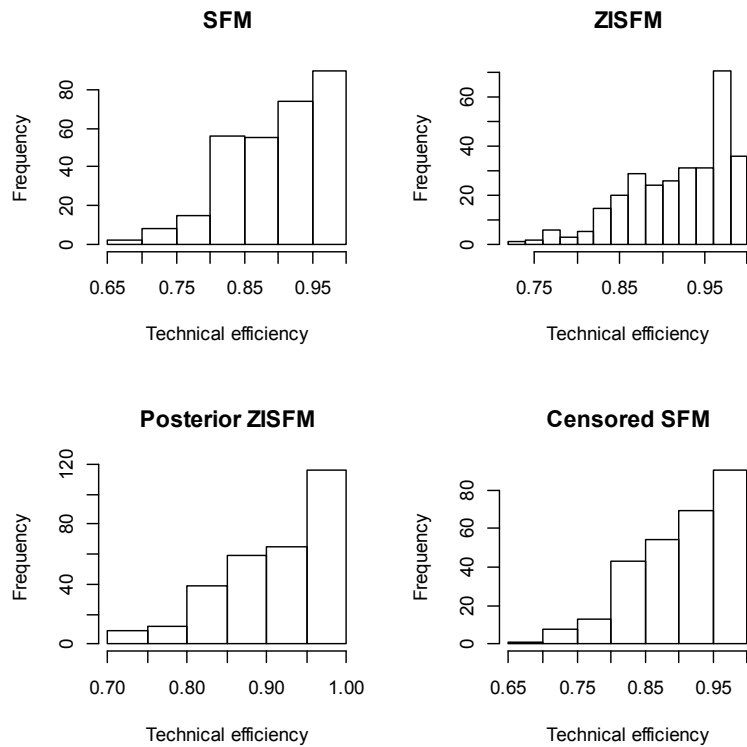 SFM
Frequency
0 20 40 60 80
0.65 0.75 0.85 0.95
Technical efficiency
ZISFM
Frequency
0 20 40 60
0.75 0.85 0.95
Technical efficiency
Posterior ZISFM
Frequency
0 40 80 120
0.70 0.80 0.90 1.00
Technical efficiency
Censored SFM
Frequency
0 20 40 60 80
0.65 0.75 0.85 0.95
Technical efficiency